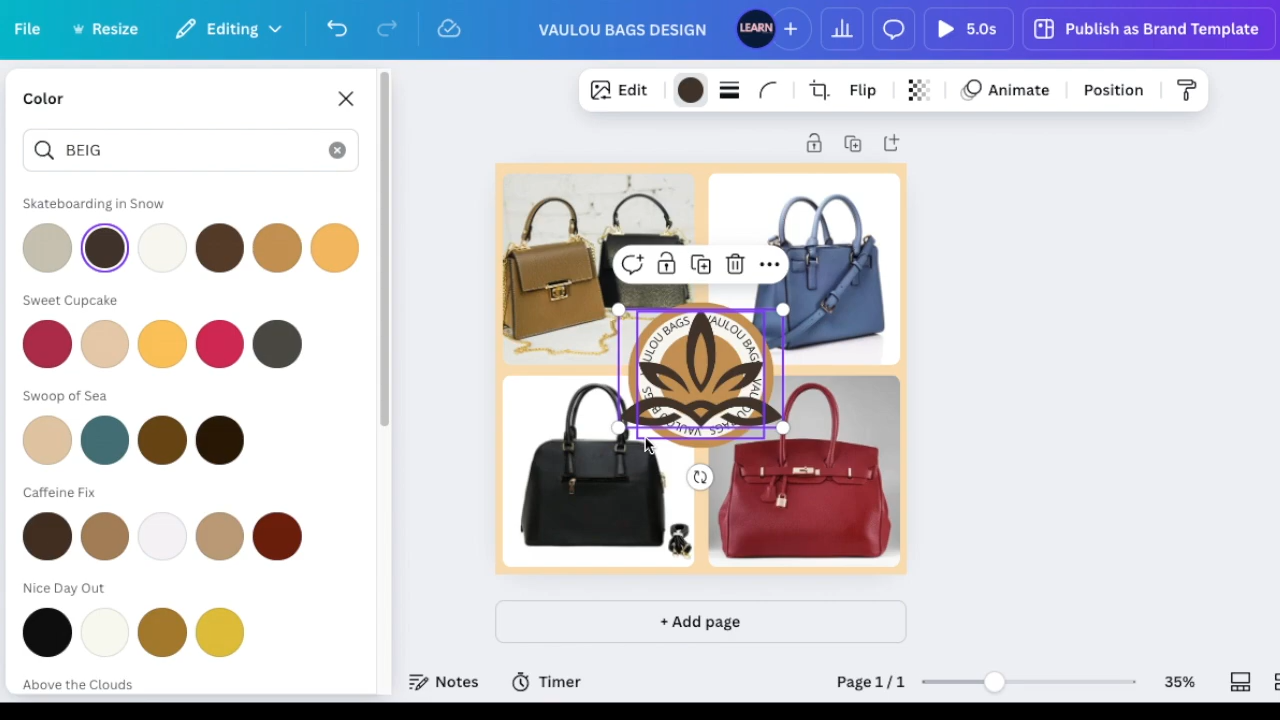 File
Resize
Editing
VAULOU BAGS DESIGN
LEARN
5.0s
Publish as Brand Template
Color
BEIG
Edit
Flip
Animate
Position
Skateboarding in Snow
Sweet Cupcake
Swoop of Sea
Caffeine Fix
Nice Day Out
Above the Clouds
VAULOU BAGS
+ Add page
Notes
Timer
Page 1 / 1
35%